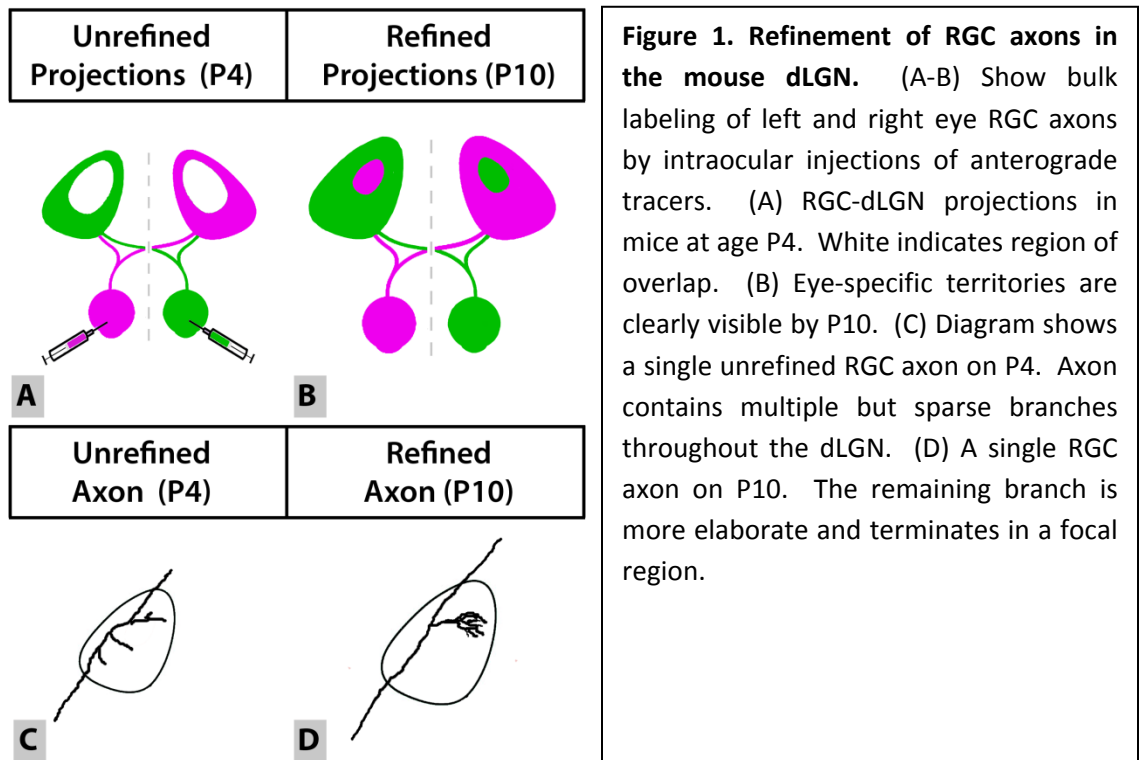 Unrefined
Projections (P4)
Refined
Projections (P10)
A
B
Unrefined
Axon (P4)
Refined
Axon (P10)
C
D
Figure 1. Refinement of RGC axons in
the mouse dLGN. (A-B) Show bulk
labeling of left and right eye RGC axons
by intraocular injections of anterograde
tracers. (A) RGC-dLGN projections in
mice at age P4. White indicates region of
overlap. (B) Eye-specific territories are
clearly visible by P10. (C) Diagram shows
a single unrefined RGC axon on P4. Axon
contains multiple but sparse branches
throughout the dLGN. (D) A single RGC
axon on P10. The remaining branch is
more elaborate and terminates in a focal
region.